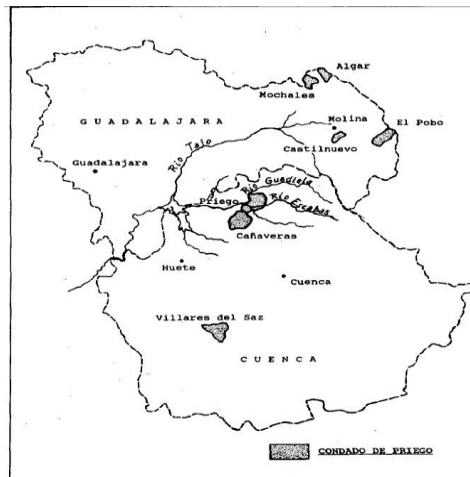 Algar
Mochales
GUADALAJARA
Molina
El Pobo
Castilnuevo
Río Tajo
Guadalajara
Río Guadiela
Priego
Río Escabas
Cañaveras
Huete
Cuenca
Villares del Saz
CUENCA
CONDADO DE PRIEGO